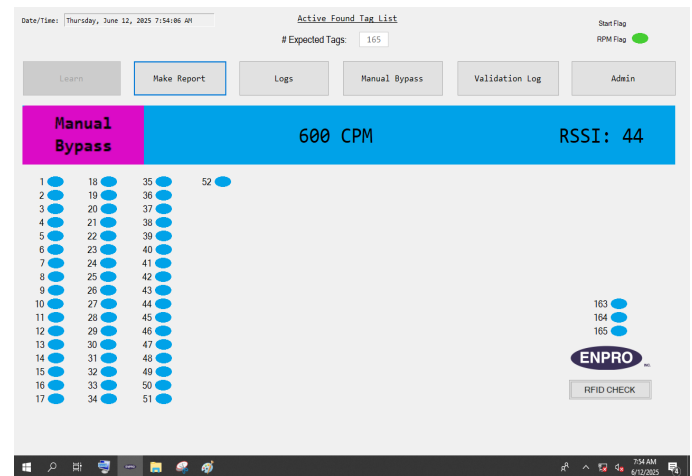 Date/Time: Thursday, June 12, 2025 7:54:06 AM
Active Found Tag List
# Expected Tags: 165
Start Flag
RPM Flag
Learn
Make Report
Logs
Manual Bypass
Validation Log
Admin
Manual
Bypass
600 CPM
RSSI: 44
1 18 35 52
2 19 36
3 20 37
4 21 38
5 22 39
6 23 40
7 24 41
8 25 42
9 26 43
10 27 44 163
11 28 45 164
12 29 46 165
13 30 47
14 31 48
15 32 49
16 33 50
17 34 51
ENPRO INC.
RFID CHECK
7:54 AM
6/12/2025